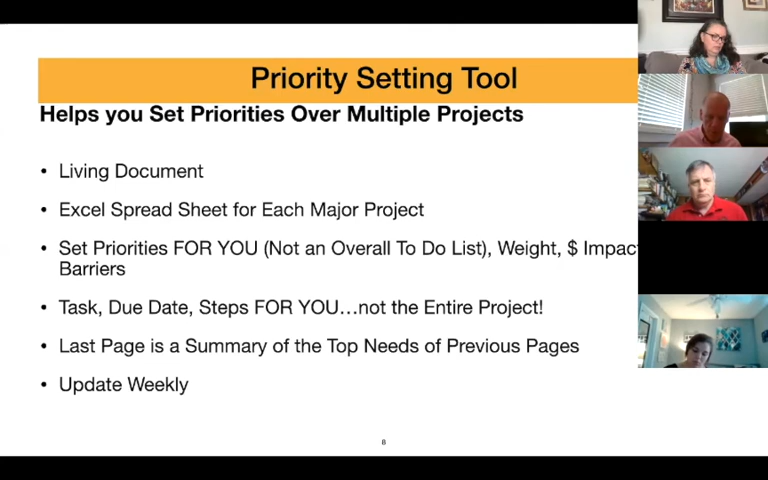 Priority Setting Tool
Helps you Set Priorities Over Multiple Projects
• Living Document
• Excel Spread Sheet for Each Major Project
• Set Priorities FOR YOU (Not an Overall To Do List), Weight, $ Impac
Barriers
• Task, Due Date, Steps FOR YOU…not the Entire Project!
• Last Page is a Summary of the Top Needs of Previous Pages
• Update Weekly
8